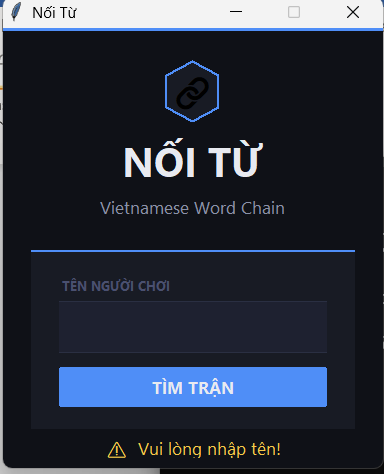 Nối Từ
NỐI TỪ
Vietnamese Word Chain
TÊN NGƯỜI CHƠI
TÌM TRẬN
⚠ Vui lòng nhập tên!